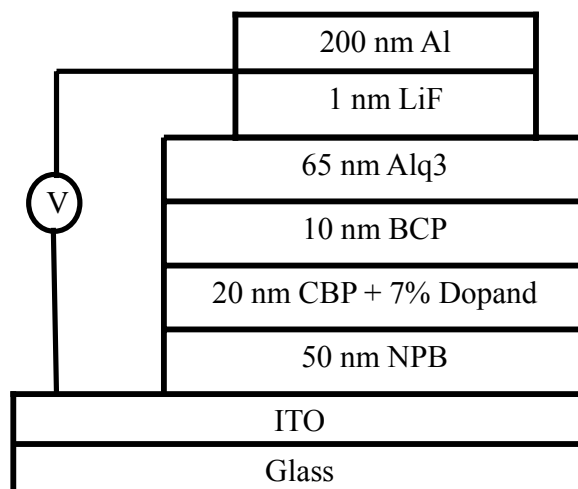 200 nm Al
1 nm LiF
65 nm Alq3
V
10 nm BCP
20 nm CBP + 7% Dopand
50 nm NPB
ITO
Glass